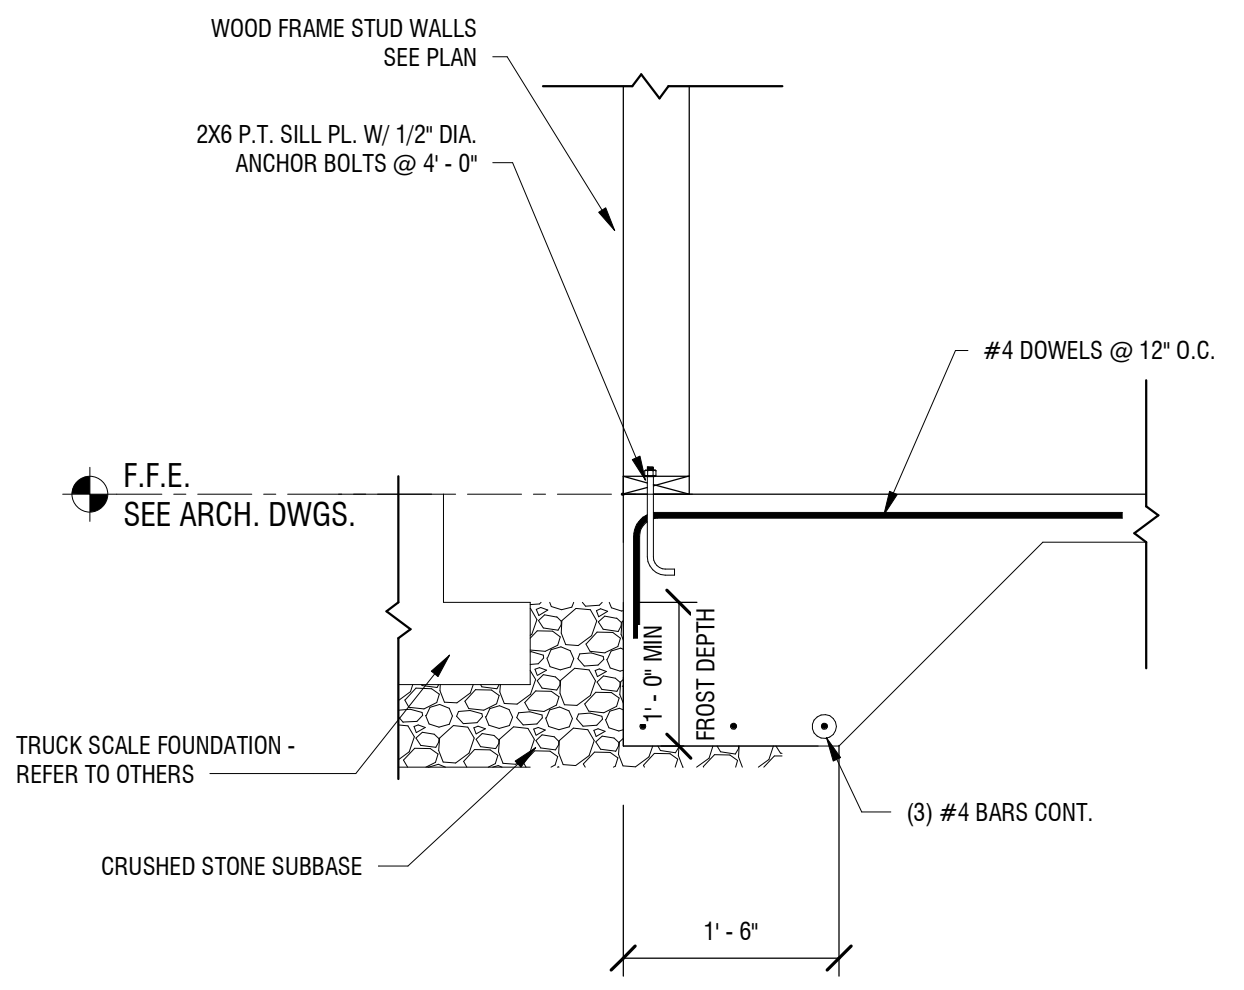 WOOD FRAME STUD WALLS
SEE PLAN
2X6 P.T. SILL PL. W/ 1/2" DIA.
ANCHOR BOLTS @ 4' - 0"
#4 DOWELS @ 12" O.C.
F.F.E.
SEE ARCH. DWGS.
1' - 0" MIN
FROST DEPTH
TRUCK SCALE FOUNDATION -
REFER TO OTHERS
(3) #4 BARS CONT.
CRUSHED STONE SUBBASE
1' - 6"